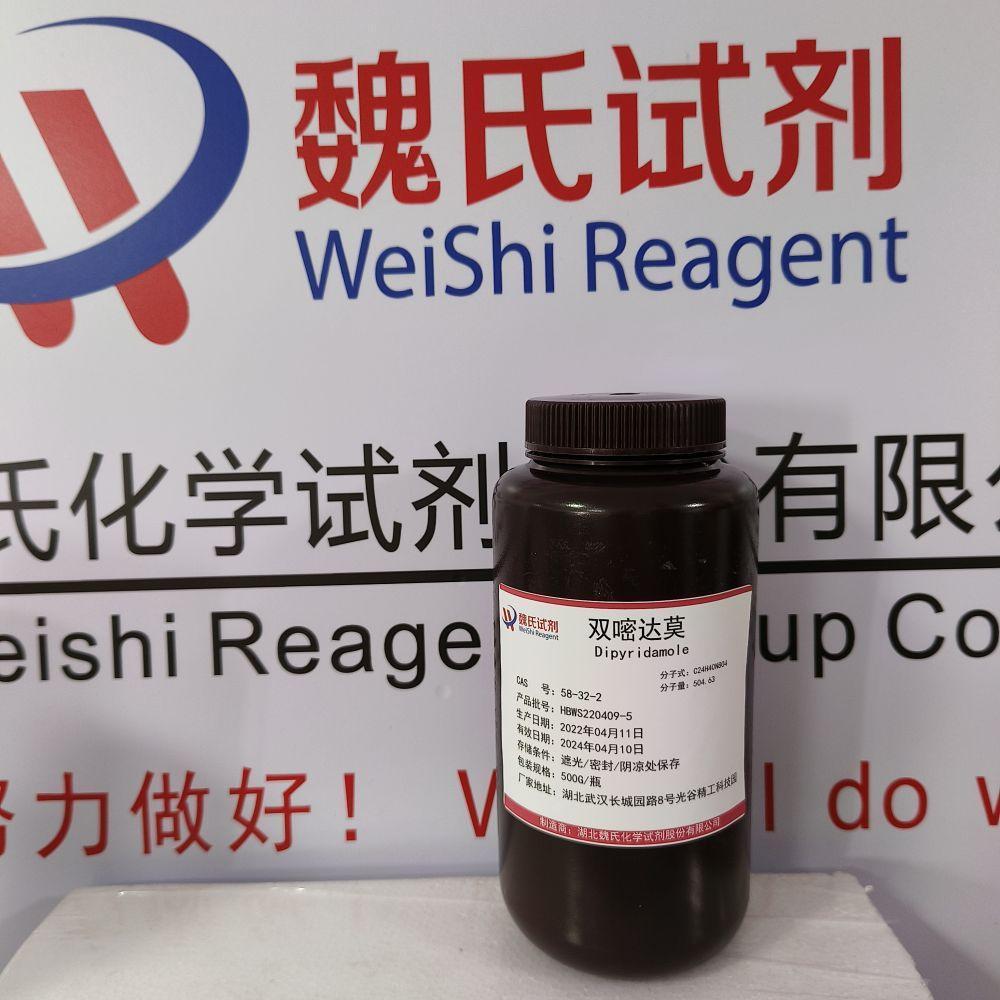 魏氏试剂
WeiShi Reagent
氏化学试剂 有限
eishi Reage up Co
努力做好！ W l do w
魏氏试剂
WeiShi Reagent
双嘧达莫
Dipyridamole
分子式：C24H40N8O4
分子量：504.63
CAS 号：58-32-2
产品批号：HBWS220409-5
生产日期：2022年04月11日
有效日期：2024年04月10日
存储条件：遮光/密封/阴凉处保存
包装规格：500G/瓶
厂家地址：湖北武汉长城园路8号光谷精工科技园
制造商：湖北魏氏化学试剂股份有限公司